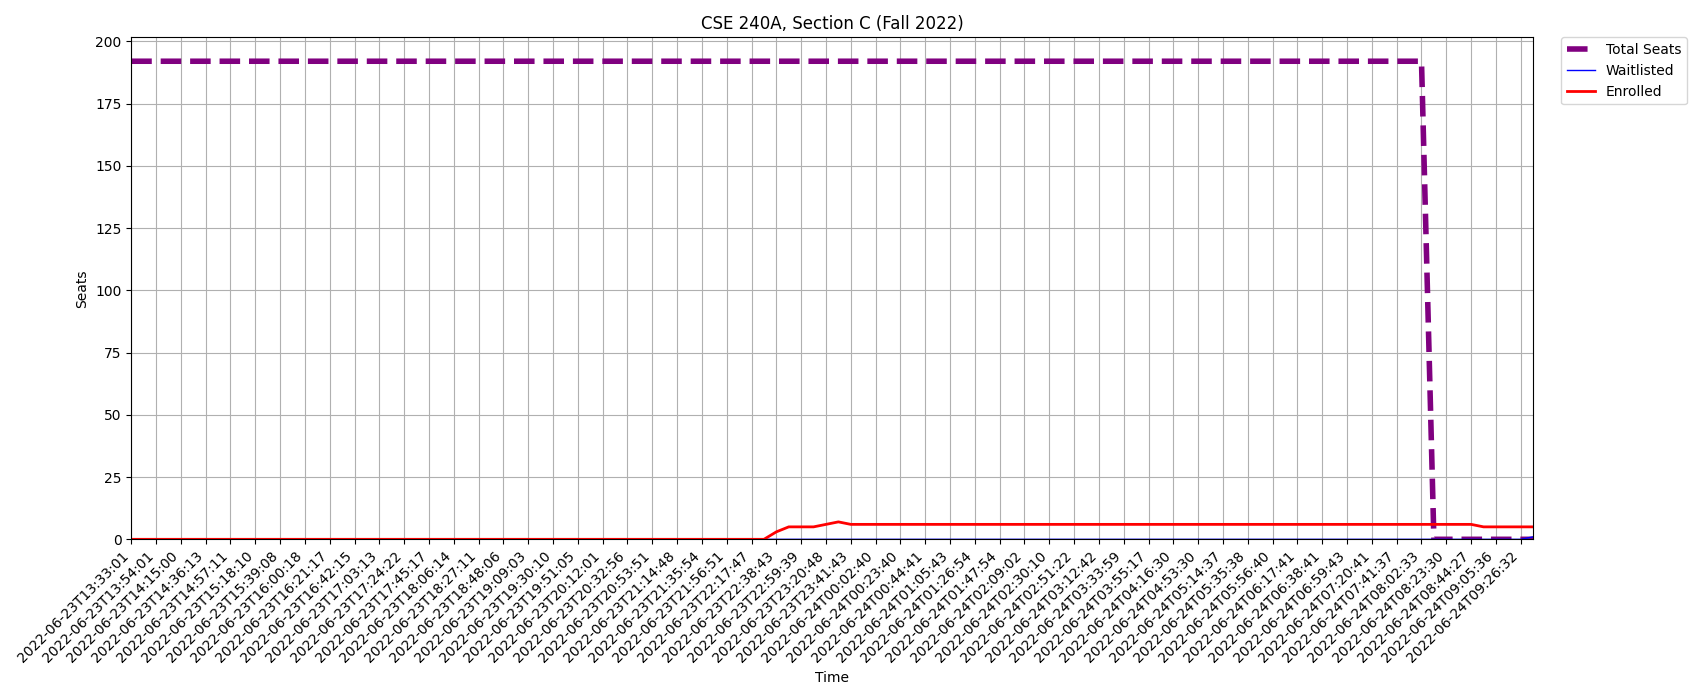 CSE 240A, Section C (Fall 2022)
Total Seats
Waitlisted
Enrolled
Seats
200
175
150
125
100
75
50
25
0
2022-06-23T13:33:01
2022-06-23T13:54:01
2022-06-23T14:15:00
2022-06-23T14:36:13
2022-06-23T14:57:11
2022-06-23T15:18:10
2022-06-23T15:39:08
2022-06-23T16:00:18
2022-06-23T16:21:17
2022-06-23T16:42:15
2022-06-23T17:03:13
2022-06-23T17:24:22
2022-06-23T17:45:17
2022-06-23T18:06:14
2022-06-23T18:27:11
2022-06-23T18:48:06
2022-06-23T19:09:03
2022-06-23T19:30:10
2022-06-23T19:51:05
2022-06-23T20:12:01
2022-06-23T20:32:56
2022-06-23T20:53:51
2022-06-23T21:14:48
2022-06-23T21:35:54
2022-06-23T21:56:51
2022-06-23T22:17:47
2022-06-23T22:38:43
2022-06-23T22:59:39
2022-06-23T23:20:48
2022-06-23T23:41:43
2022-06-24T00:02:40
2022-06-24T00:23:40
2022-06-24T00:44:41
2022-06-24T01:05:43
2022-06-24T01:26:54
2022-06-24T01:47:54
2022-06-24T02:09:02
2022-06-24T02:30:10
2022-06-24T02:51:22
2022-06-24T03:12:42
2022-06-24T03:33:59
2022-06-24T03:55:17
2022-06-24T04:16:30
2022-06-24T04:53:30
2022-06-24T05:14:37
2022-06-24T05:35:38
2022-06-24T05:56:40
2022-06-24T06:17:41
2022-06-24T06:38:41
2022-06-24T06:59:43
2022-06-24T07:20:41
2022-06-24T07:41:37
2022-06-24T08:02:33
2022-06-24T08:23:30
2022-06-24T08:44:27
2022-06-24T09:05:36
2022-06-24T09:26:32
Time